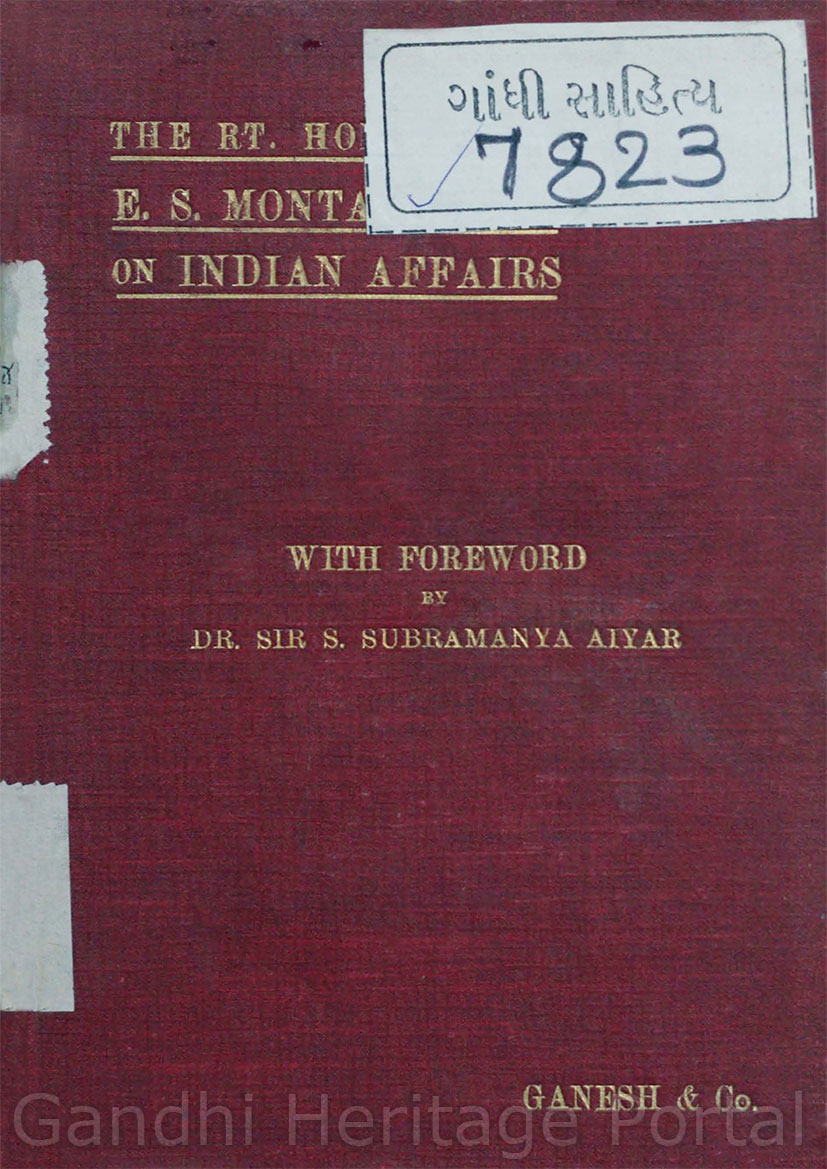 ગાંધી સાહિત્ય
7823
THE RT. HO
E. S. MONTA
ON INDIAN AFFAIRS
WITH FOREWORD
BY
DR. SIR S. SUBRAMANYA AIYAR
GANESH & Co.
Gandhi Heritage Portal